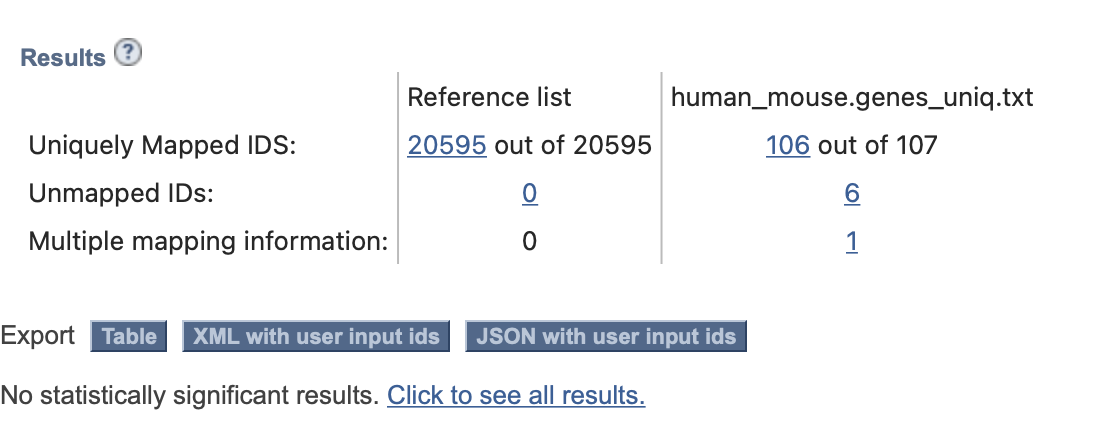 Results ?
Reference list human_mouse.genes_uniq.txt
Uniquely Mapped IDS: 20595 out of 20595 106 out of 107
Unmapped IDs: 0 6
Multiple mapping information: 0 1
Export Table XML with user input ids JSON with user input ids
No statistically significant results. Click to see all results.